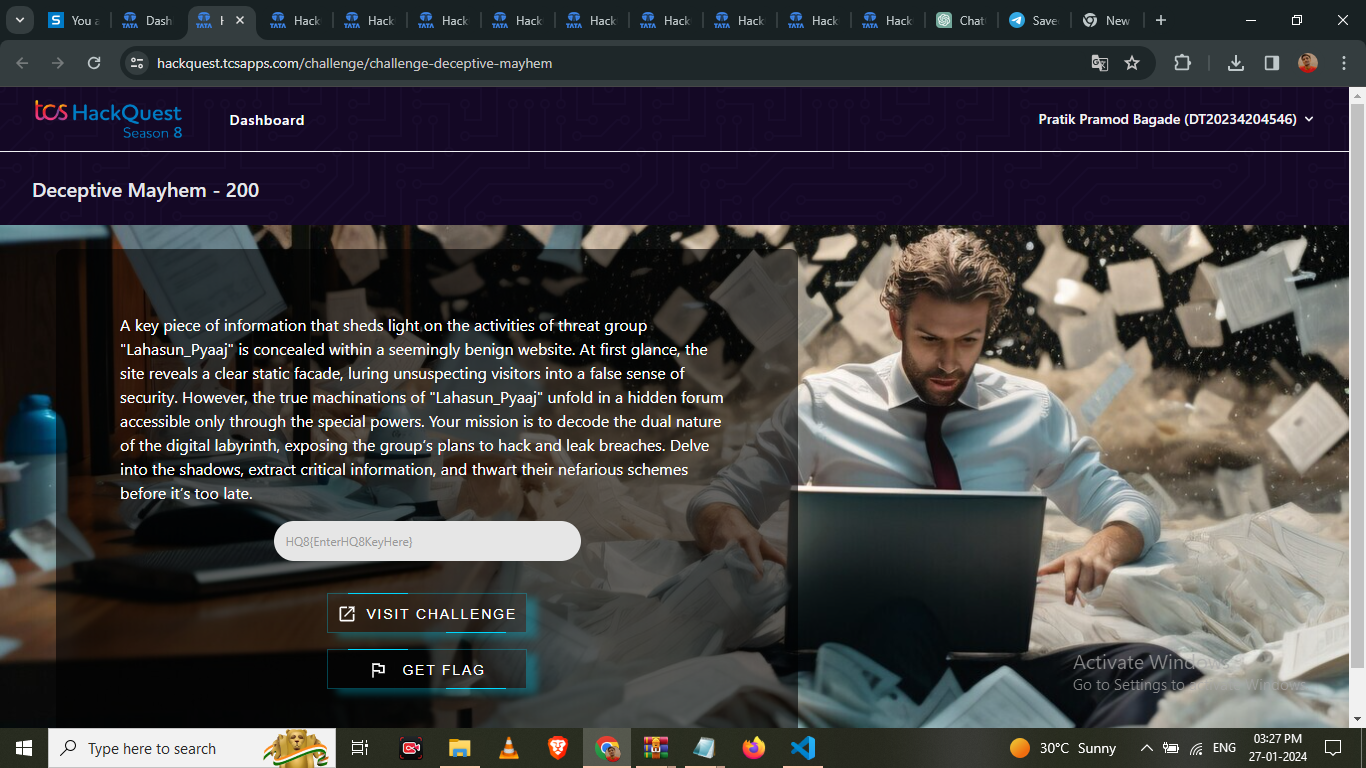 You a
Dash
H
Hack
Hack
Hack
Hack
Hack
Hack
Hack
Hack
Hack
Chat
Save
New
hackquest.tcsapps.com/challenge/challenge-deceptive-mayhem
tcs HackQuest
Season 8
Dashboard
Pratik Pramod Bagade (DT20234204546)
Deceptive Mayhem - 200
A key piece of information that sheds light on the activities of threat group
"Lahasun_Pyaaj" is concealed within a seemingly benign website. At first glance, the
site reveals a clear static facade, luring unsuspecting visitors into a false sense of
security. However, the true machinations of "Lahasun_Pyaaj" unfold in a hidden forum
accessible only through the special powers. Your mission is to decode the dual nature
of the digital labyrinth, exposing the group's plans to hack and leak breaches. Delve
into the shadows, extract critical information, and thwart their nefarious schemes
before it's too late.
HQ8{EnterHQ8KeyHere}
VISIT CHALLENGE
GET FLAG
Activate Windows
Go to Settings to activate Windows.
Type here to search
30°C Sunny
ENG
03:27 PM
27-01-2024